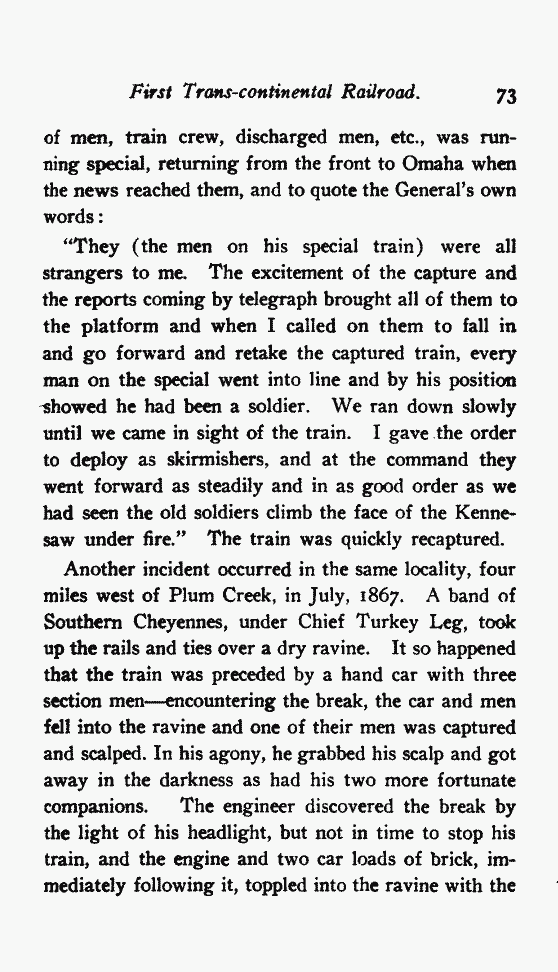 First Trans-continental Railroad. 73
of men, train crew, discharged men, etc., was run-
ning special, returning from the front to Omaha when
the news reached them, and to quote the General's own
words:
"They (the men on his special train) were all
strangers to me. The excitement of the capture and
the reports coming by telegraph brought all of them to
the platform and when I called on them to fall in
and go forward and retake the captured train, every
man on the special went into line and by his position
showed he had been a soldier. We ran down slowly
until we came in sight of the train. I gave the order
to deploy as skirmishers, and at the command they
went forward as steadily and in as good order as we
had seen the old soldiers climb the face of the Kenne-
saw under fire." The train was quickly recaptured.
Another incident occurred in the same locality, four
miles west of Plum Creek, in July, 1867. A band of
Southern Cheyennes, under Chief Turkey Leg, took
up the rails and ties over a dry ravine. It so happened
that the train was preceded by a hand car with three
section men—encountering the break, the car and men
fell into the ravine and one of their men was captured
and scalped. In his agony, he grabbed his scalp and got
away in the darkness as had his two more fortunate
companions. The engineer discovered the break by
the light of his headlight, but not in time to stop his
train, and the engine and two car loads of brick, im-
mediately following it, toppled into the ravine with the